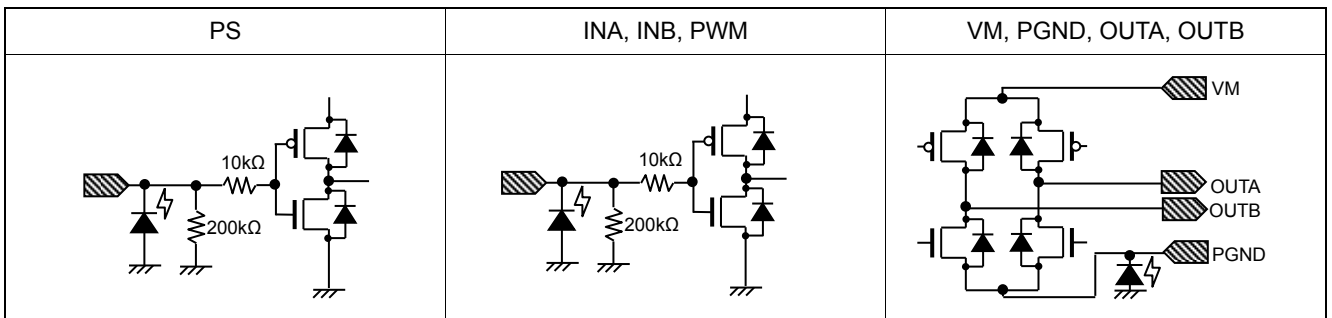 PS
INA, INB, PWM
VM, PGND, OUTA, OUTB
10kΩ
200kΩ
10kΩ
200kΩ
VM
OUTA
OUTB
PGND